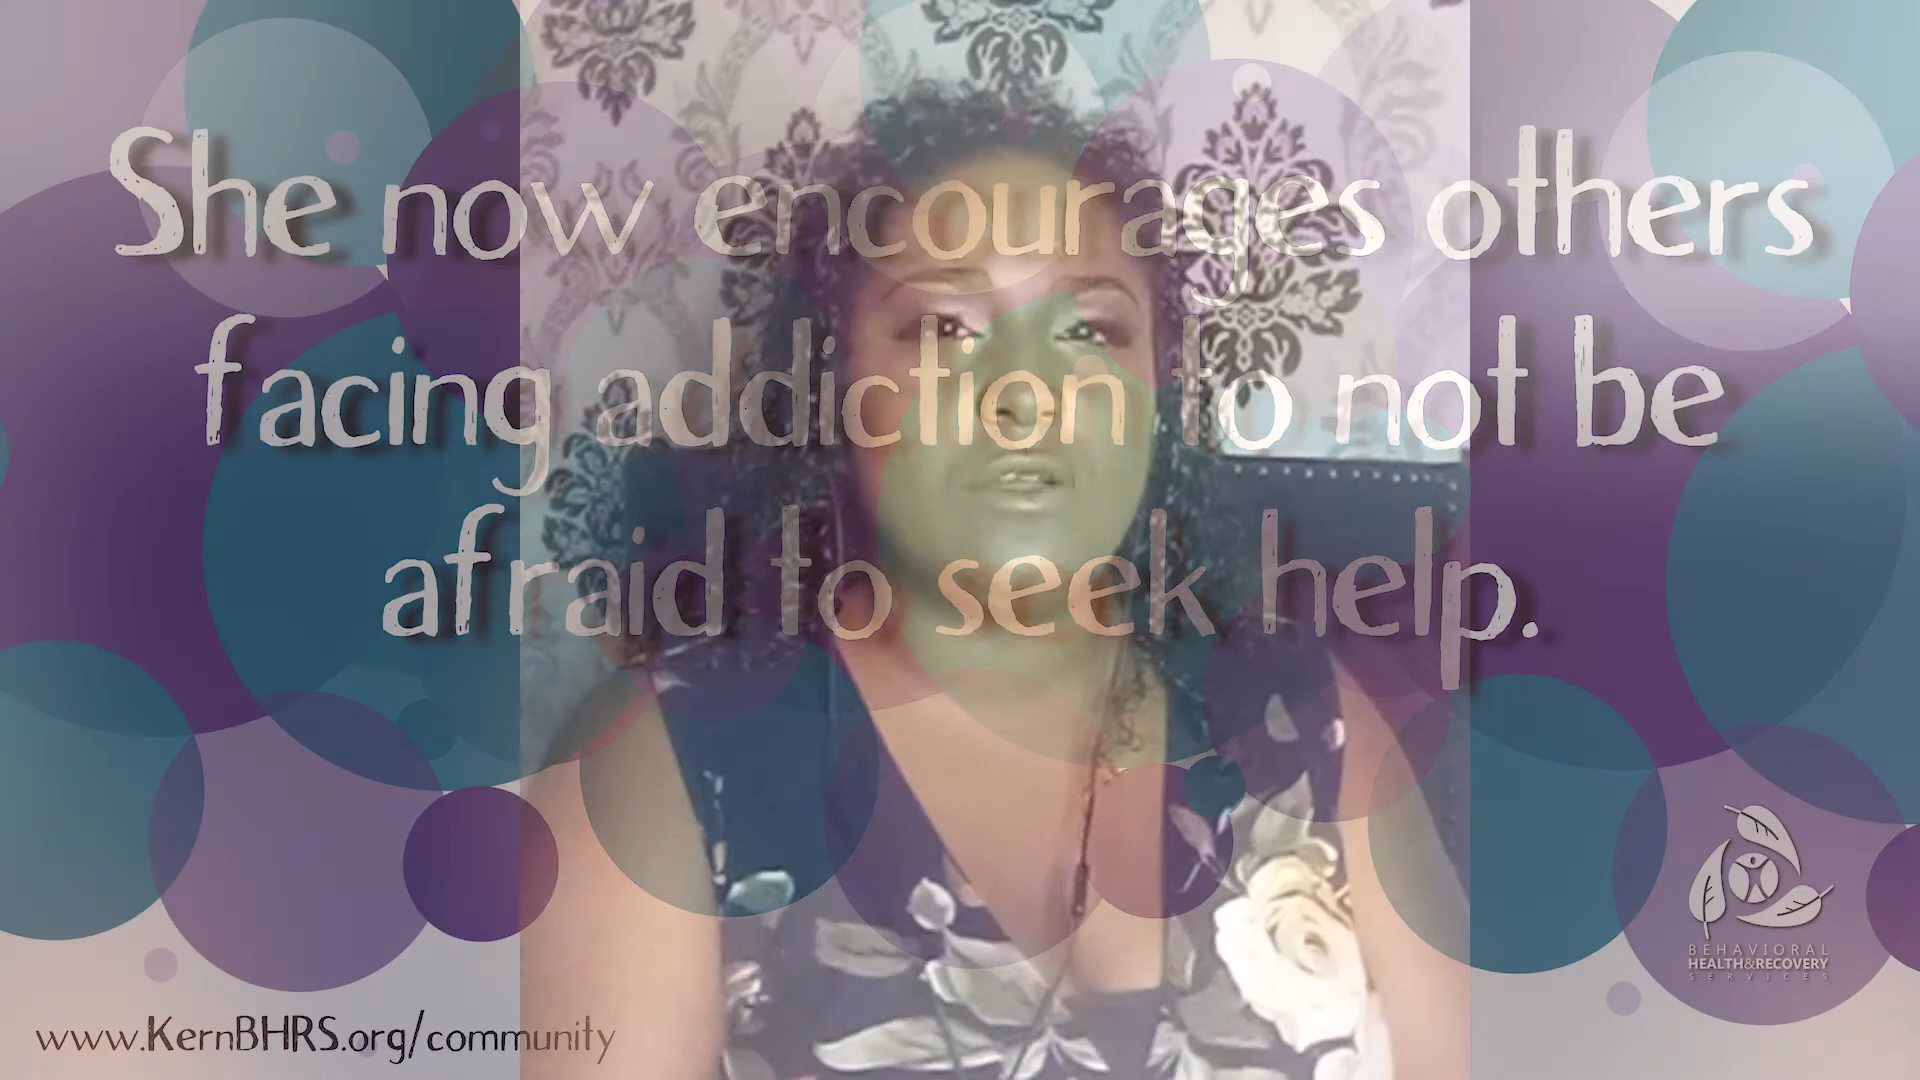 She now encourages others
facing addiction to not be
afraid to seek help.
BEHAVIORAL
HEALTH&RECOVERY
SERVICES
www.KernBHRS.org/community